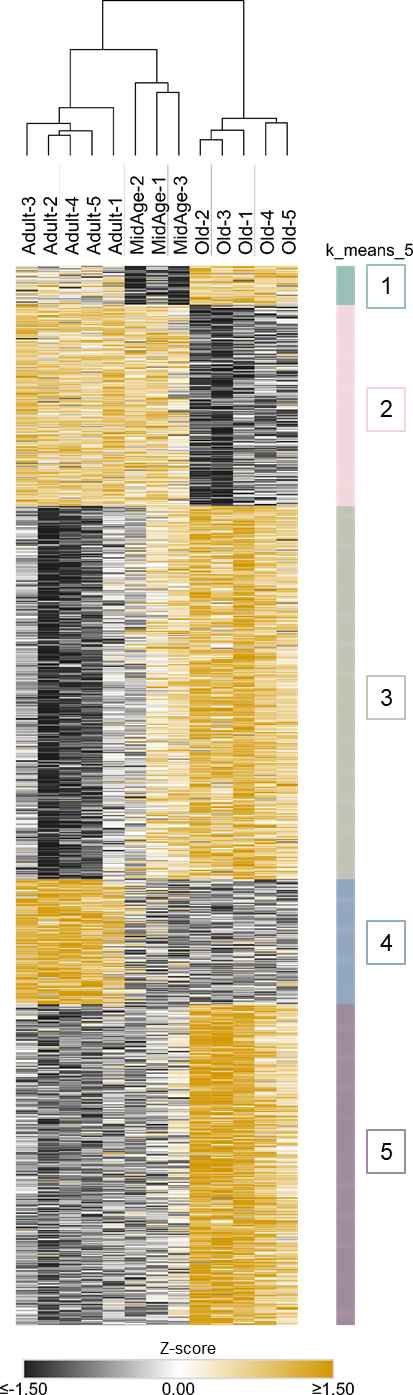 Adult-3
Adult-2
Adult-4
Adult-5
Adult-1
MidAge-2
MidAge-1
MidAge-3
Old-2
Old-3
Old-1
Old-4
Old-5
k_means_5
1
2
3
4
5
Z-score
≤-1.50 0.00 ≥1.50